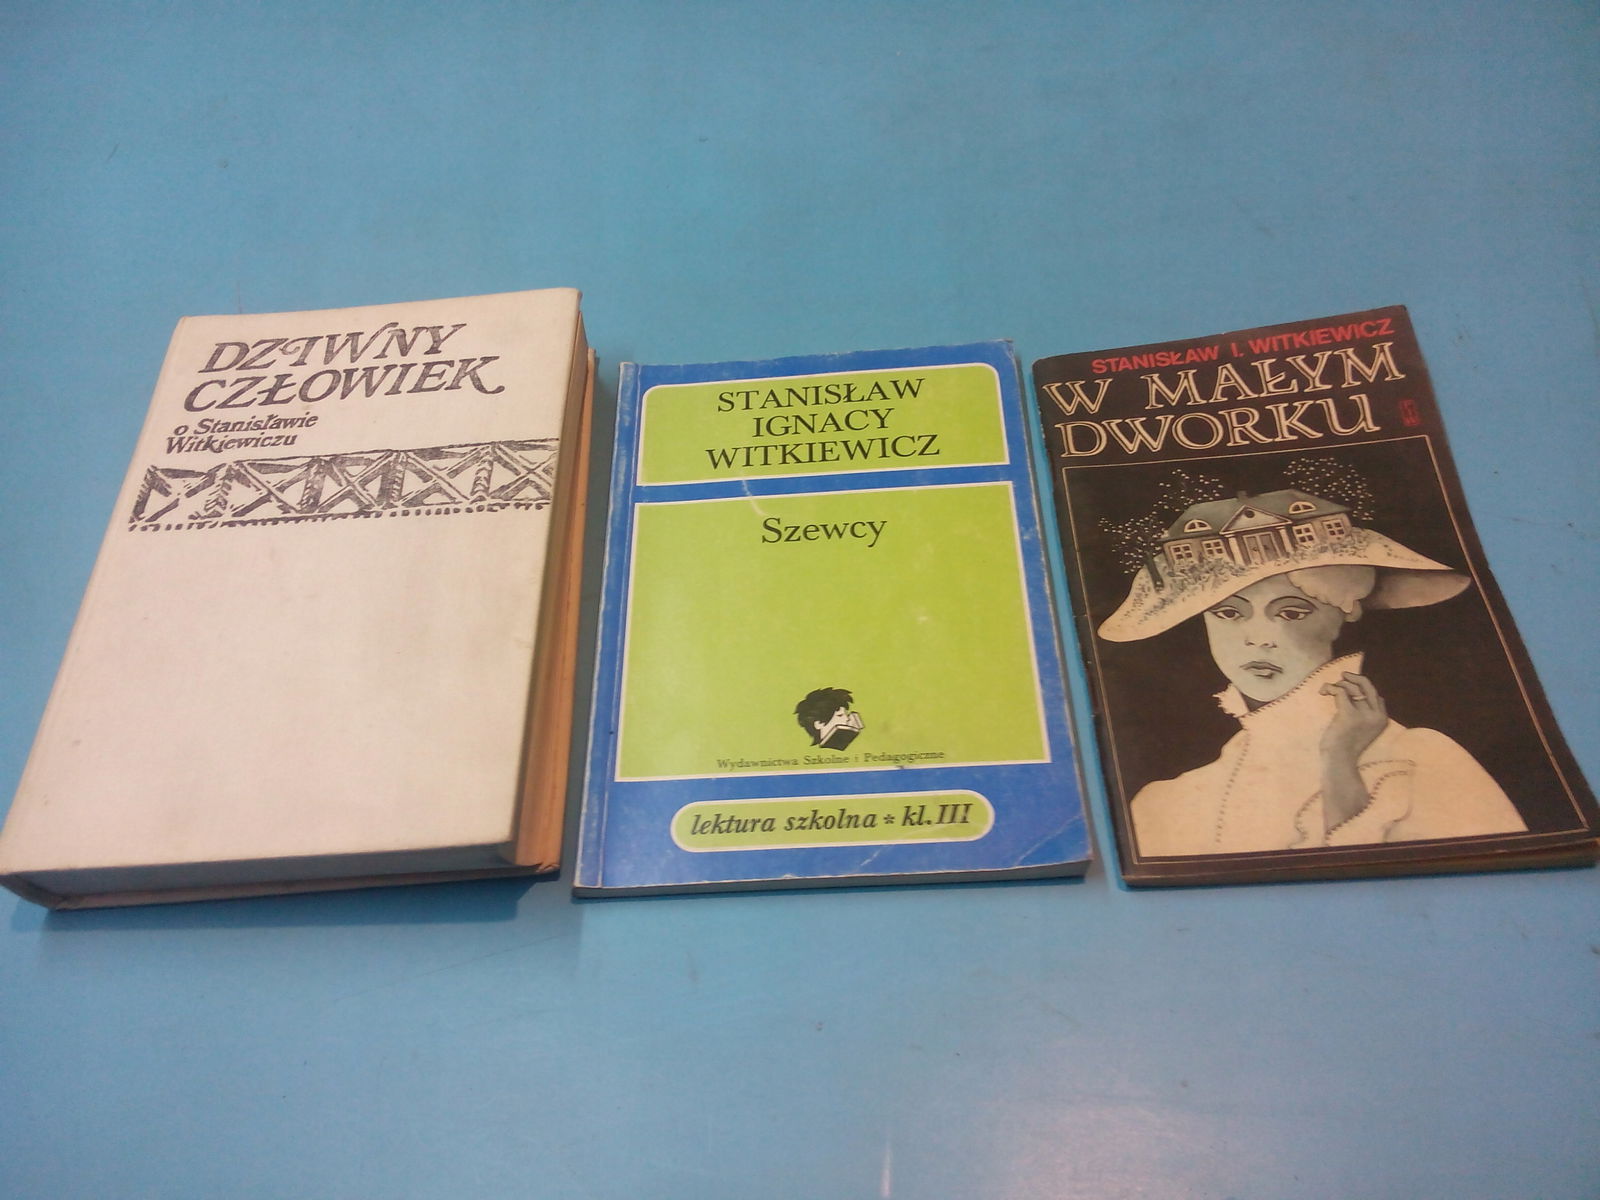 DZIWNY
CZŁOWIEK
o Stanisławie
Witkiewiczu
STANISŁAW
IGNACY
WITKIEWICZ
Szewcy
Wydawnictwa Szkolne i Pedagogiczne
lektura szkolna * kl. III
STANISŁAW I. WITKIEWICZ
W MAŁYM
DWORKU